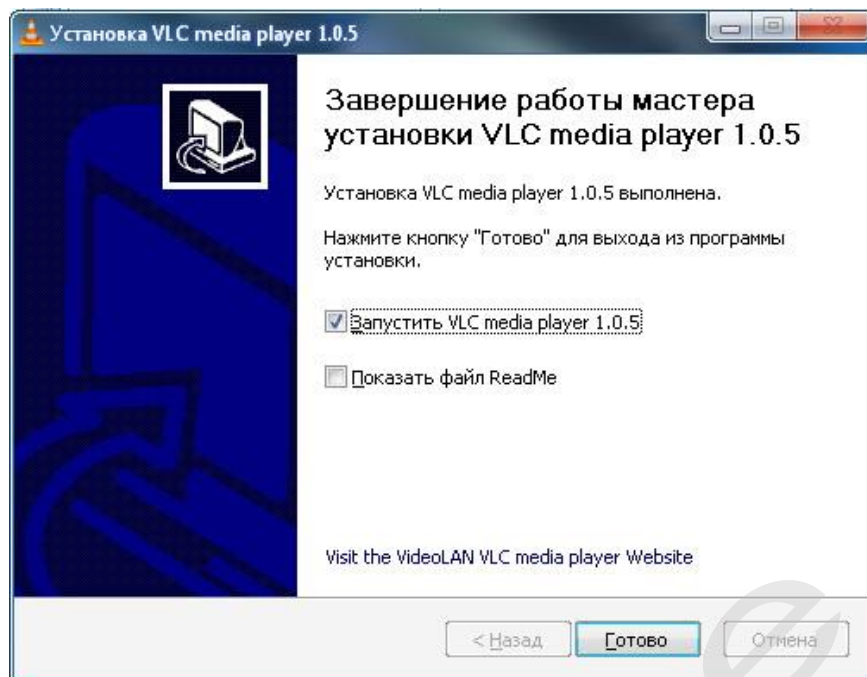 Установка VLC media player 1.0.5
Завершение работы мастера
установки VLC media player 1.0.5
Установка VLC media player 1.0.5 выполнена.
Нажмите кнопку "Готово" для выхода из программы
установки.
Запустить VLC media player 1.0.5
Показать файл ReadMe
Visit the VideoLAN VLC media player Website
< Назад
Готово
Отмена